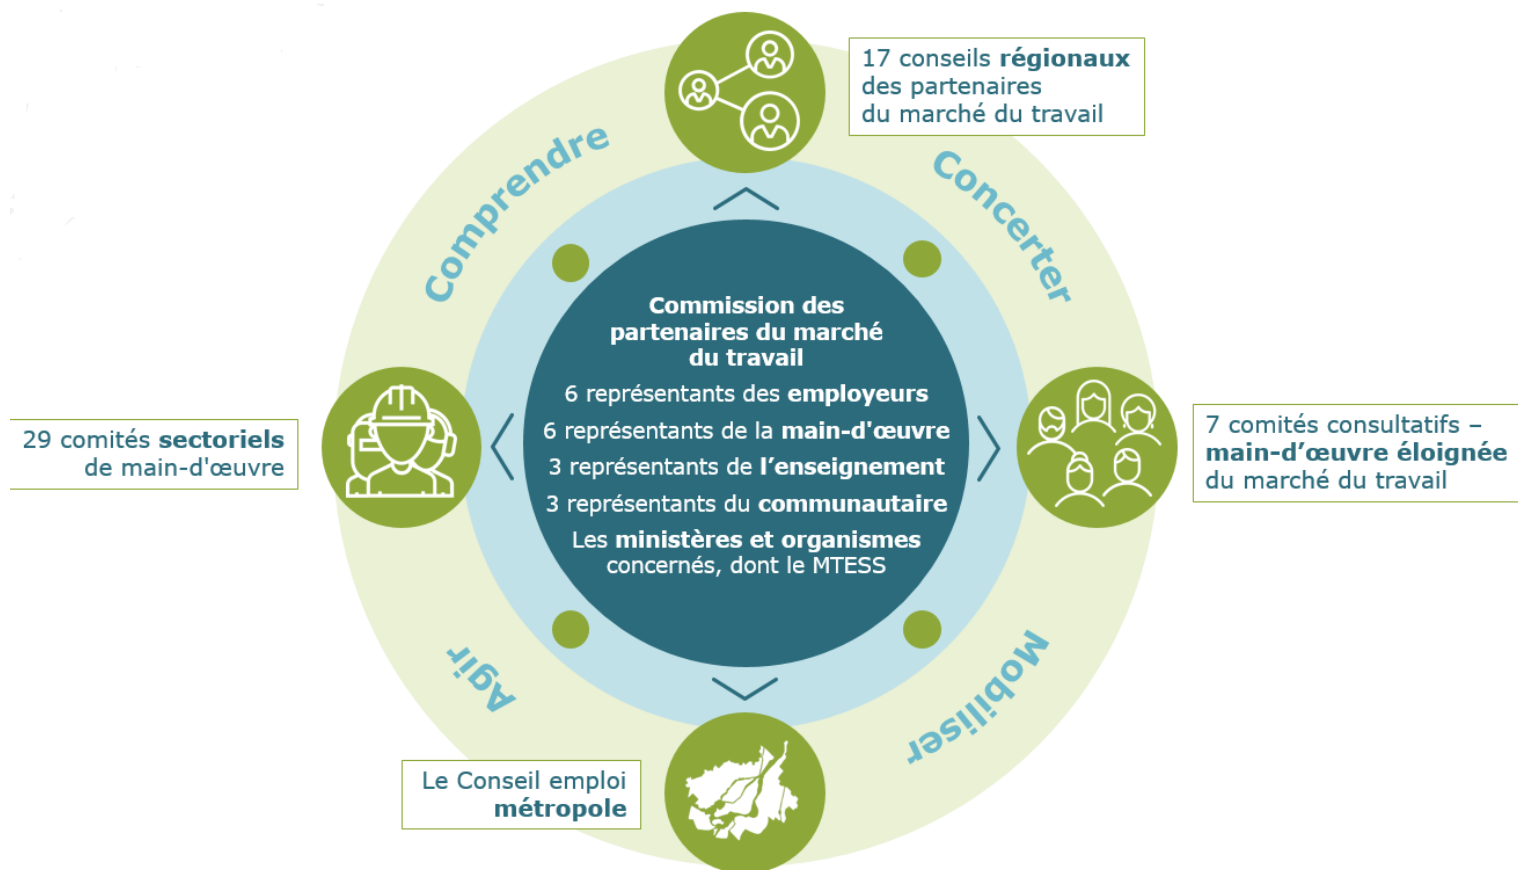 17 conseils régionaux
des partenaires
du marché du travail
Comprendre
Concerter
Commission des
partenaires du marché
du travail
6 représentants des employeurs
6 représentants de la main-d'œuvre
3 représentants de l’enseignement
3 représentants du communautaire
Les ministères et organismes
concernés, dont le MTESS
29 comités sectoriels
de main-d'œuvre
7 comités consultatifs –
main-d’œuvre éloignée
du marché du travail
Agir
Mobiliser
Le Conseil emploi
métropole